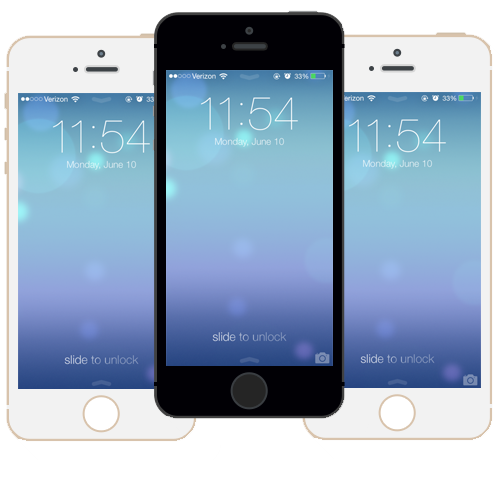 Verizon 33
11:54
Monday, June 10
slide to unlock
Verizon 33%
11:54
Monday, June 10
slide to unlock
erizon 33%
11:54
Monday, June 10
slide to unlock